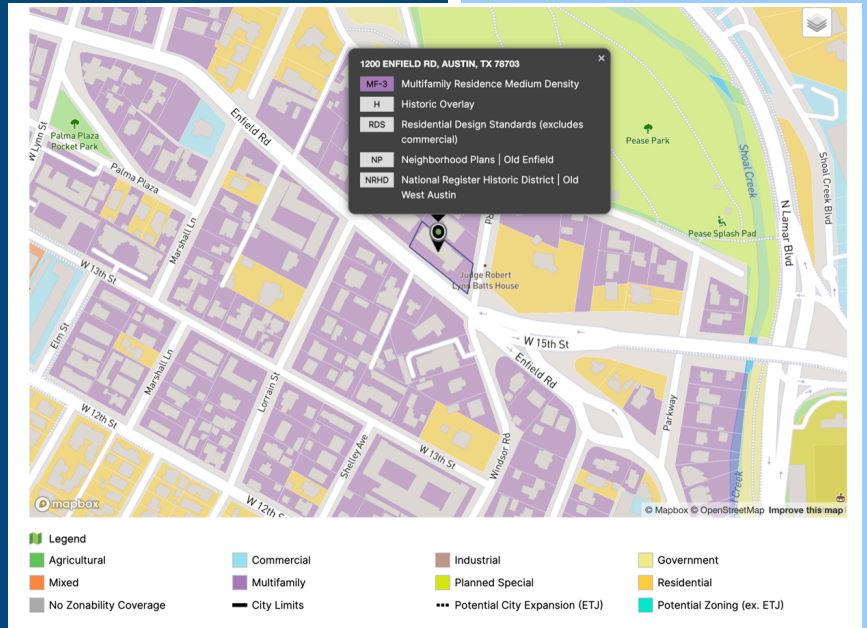 1200 ENFIELD RD, AUSTIN, TX 78703
×
MF-3 Multifamily Residence Medium Density
H Historic Overlay
RDS Residential Design Standards (excludes
commercial)
NP Neighborhood Plans | Old Enfield
NRHD National Register Historic District | Old
West Austin
W Lynn St
Palma Plaza
Pocket Park
Palma Plaza
Enfield Rd
Marshall Ln
Pease Park
Shoal Creek
Shoal Creek Blvd
N Lamar Blvd
Pease Splash Pad
Judge Robert
Lynn Batts House
W 13th St
Elm St
Marshall Ln
Lorrain St
W 15th St
Enfield Rd
Parkway
W 12th St
Shelley Ave
W 13th St
Windsor Rd
W 12th St
Creek
mapbox
© Mapbox © OpenStreetMap Improve this map
Legend
Agricultural Commercial Industrial Government
Mixed Multifamily Planned Special Residential
No Zonability Coverage City Limits Potential City Expansion (ETJ) Potential Zoning (ex. ETJ)